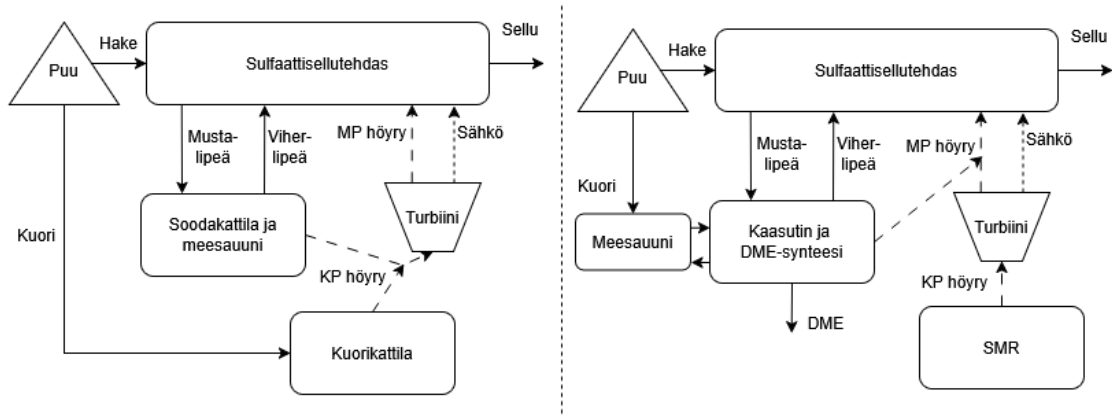 Puu
Hake
Sulfaattisellutehdas
Sellu
Musta-
lipeä
Viher-
lipeä
MP höyry
Sähkö
Kuori
Soodakattila ja
meesauuni
Turbiini
KP höyry
Kuorikattila
Puu
Hake
Sulfaattisellutehdas
Sellu
Musta-
lipeä
Viher-
lipeä
MP höyry
Sähkö
Kuori
Meesauuni
Kaasutin ja
DME-synteesi
Turbiini
KP höyry
DME
SMR